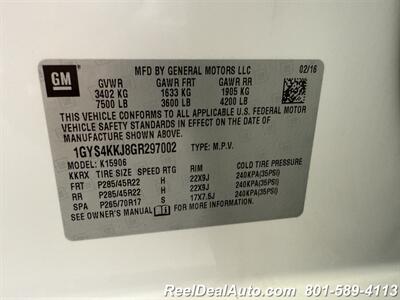 GM
MFD BY GENERAL MOTORS LLC 02/16
GVWR GAWR FRT GAWR RR
3402 KG 1633 KG 1905 KG
7500 LB 3600 LB 4200 LB
THIS VEHICLE CONFORMS TO ALL APPLICABLE U.S. FEDERAL MOTOR
VEHICLE SAFETY AND THEFT PREVENTION STANDARDS IN EFFECT
ON THE DATE OF MANUFACTURE SHOWN ABOVE.
1GYS4KKJ8GR297002 TYPE: M.P.V.
MODEL: K15906
KKRX TIRE SIZE SPEED RTG RIM COLD TIRE PRESSURE
FRT P285/45R22 H 22X9J 240KPA(35PSI)
RR P285/45R22 H 22X9J 240KPA(35PSI)
SPA P265/70R17 S 17X7.5J 240KPA(35PSI)
SEE OWNER'S MANUAL FOR MORE INFORMATION.
ReelDealAuto.com - 801-589-4113